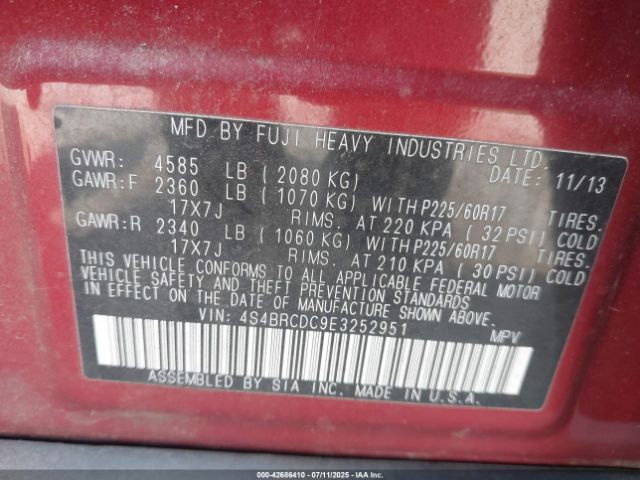 MFD BY FUJI HEAVY INDUSTRIES LTD.
GVWR: 4585 LB (2080 KG) DATE: 11/13
GAWR:F 2360 LB (1070 KG) WITH P225/60R17 TIRES.
17X7J RIMS. AT 220 KPA (32 PSI) COLD
GAWR:R 2340 LB (1060 KG) WITH P225/60R17 TIRES.
17X7J RIMS. AT 210 KPA (30 PSI) COLD
THIS VEHICLE CONFORMS TO ALL APPLICABLE FEDERAL MOTOR
VEHICLE SAFETY AND THEFT PREVENTION STANDARDS
IN EFFECT ON THE DATE OF MANUFACTURE SHOWN ABOVE.
VIN: 4S4BRCDC9E3252951
MPV
ASSEMBLED BY SIA INC. MADE IN U.S.A.
000-42686410 - 07/11/2025 - IAAI.COM